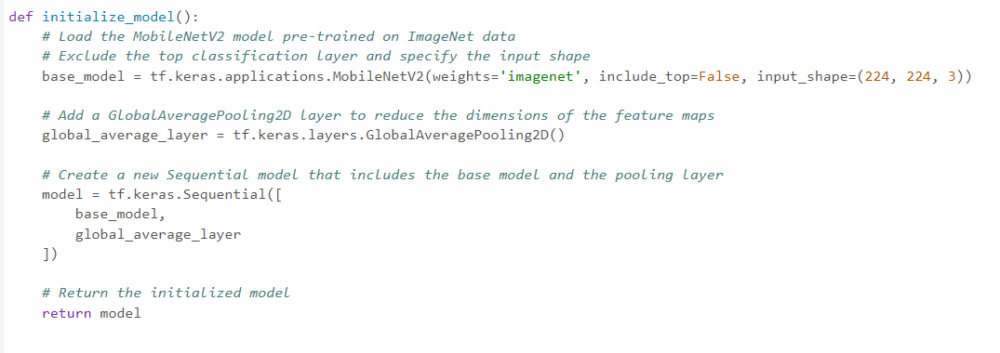 def initialize_model():
    # Load the MobileNetV2 model pre-trained on ImageNet data
    # Exclude the top classification layer and specify the input shape
    base_model = tf.keras.applications.MobileNetV2(weights='imagenet', include_top=False, input_shape=(224, 224, 3))

    # Add a GlobalAveragePooling2D layer to reduce the dimensions of the feature maps
    global_average_layer = tf.keras.layers.GlobalAveragePooling2D()

    # Create a new Sequential model that includes the base model and the pooling layer
    model = tf.keras.Sequential([
        base_model,
        global_average_layer
    ])

    # Return the initialized model
    return model